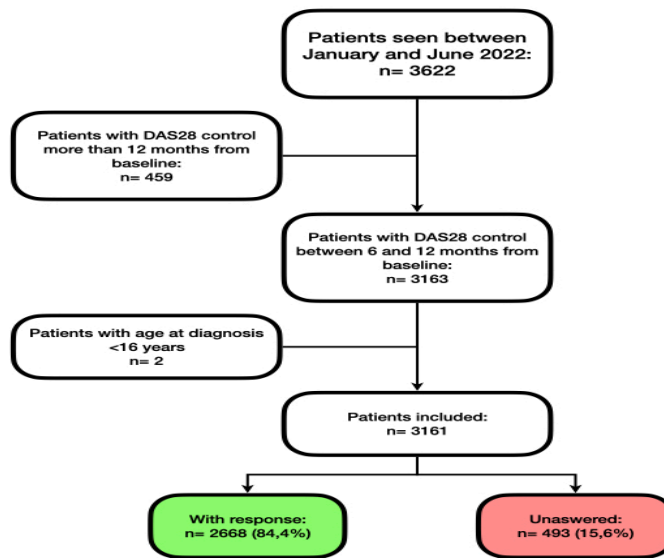 Patients seen between
January and June 2022:
n= 3622
Patients with DAS28 control
more than 12 months from
baseline:
n= 459
Patients with DAS28 control
between 6 and 12 months from
baseline:
n= 3163
Patients with age at diagnosis
<16 years
n= 2
Patients included:
n= 3161
With response:
n= 2668 (84,4%)
Unaswered:
n= 493 (15,6%)